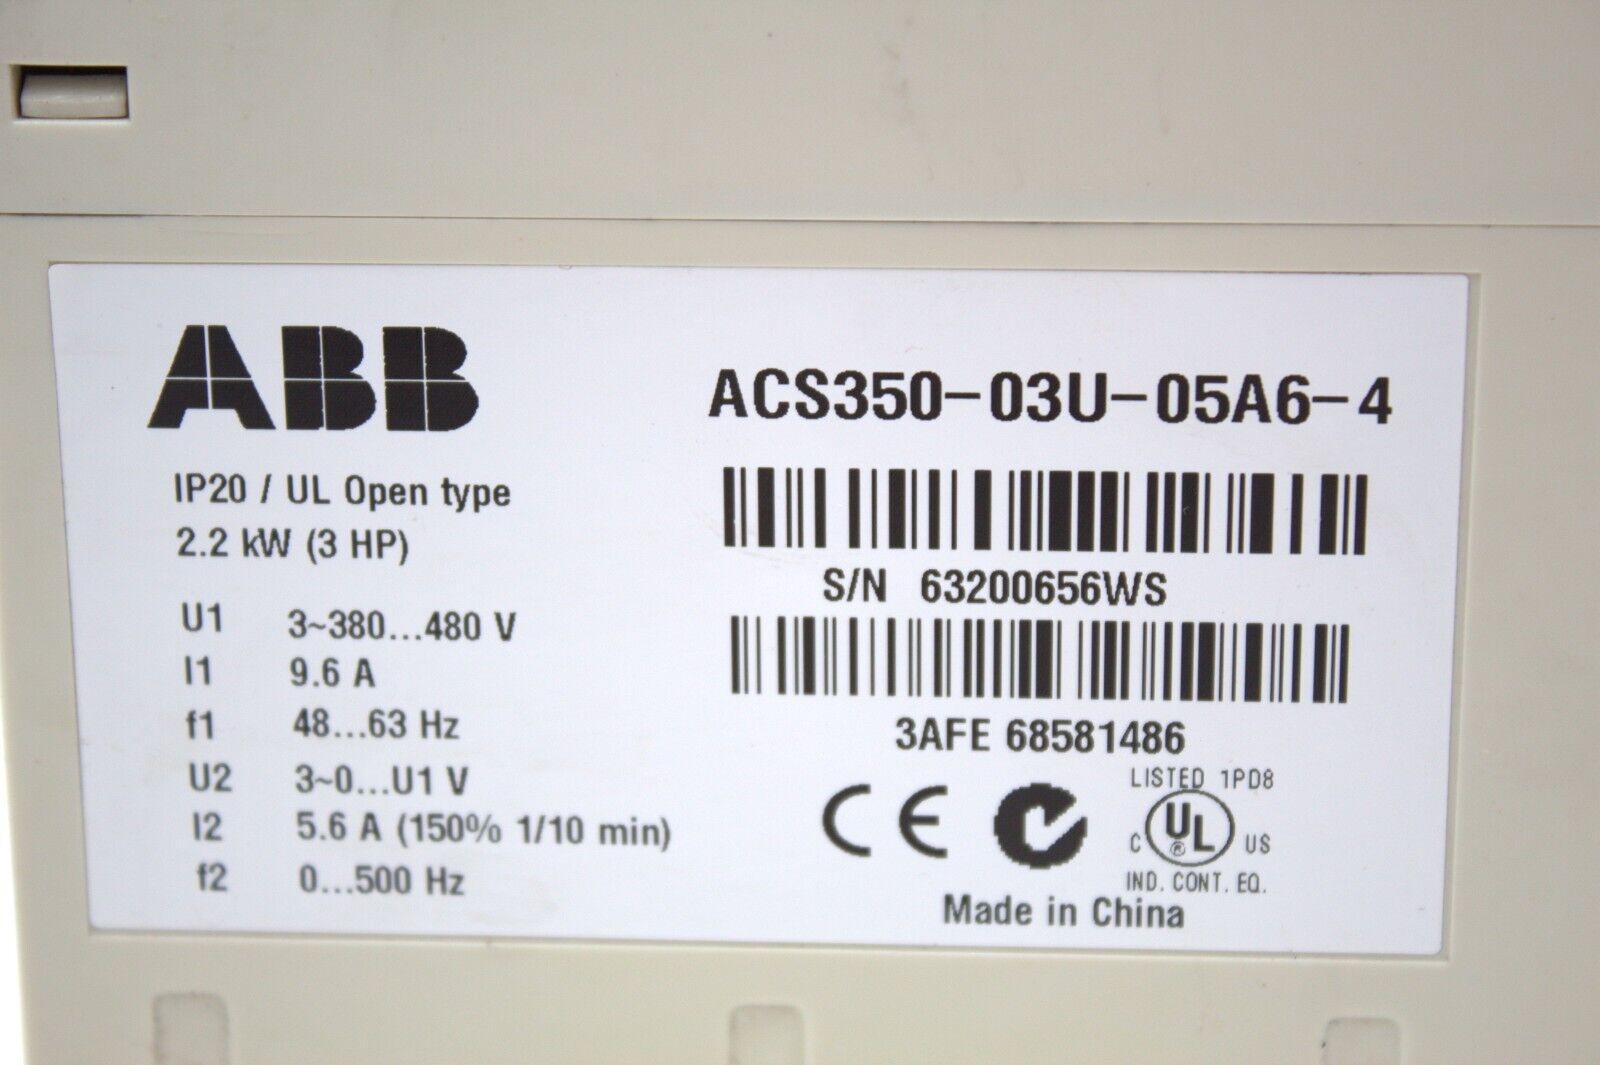 ABB
ACS350-03U-05A6-4
IP20 / UL Open type
2.2 kW (3 HP)
U1 3~380...480 V
I1 9.6 A
f1 48...63 Hz
U2 3~0...U1 V
I2 5.6 A (150% 1/10 min)
f2 0...500 Hz
S/N 63200656WS
3AFE 68581486
CE
LISTED 1PD8
C UL ® US
IND. CONT. EQ.
Made in China